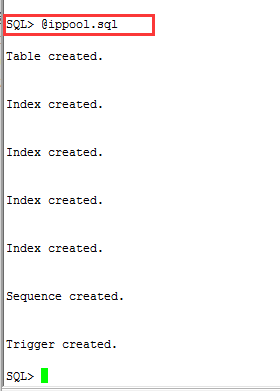 SQL> @ippool.sql
Table created.
Index created.
Index created.
Index created.
Index created.
Sequence created.
Trigger created.
SQL>